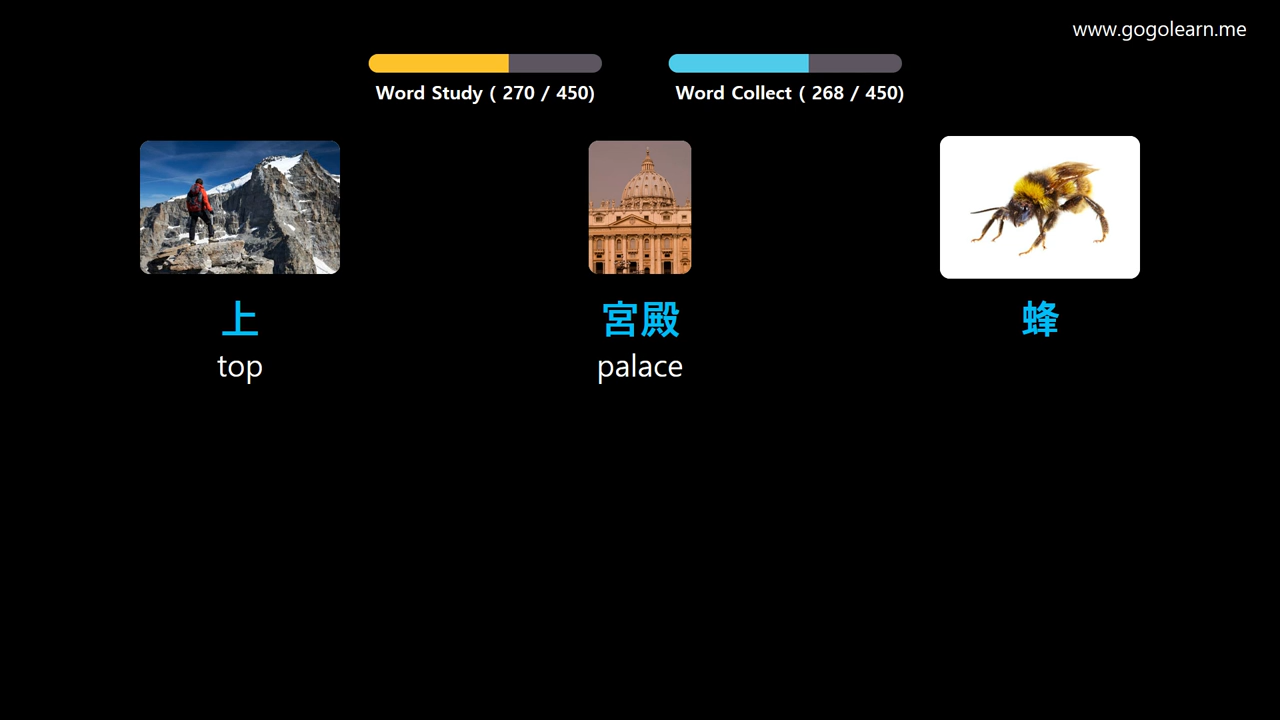 www.gogolearn.me
Word Study ( 270 / 450)
Word Collect ( 268 / 450)
上
宮殿
蜂
top
palace